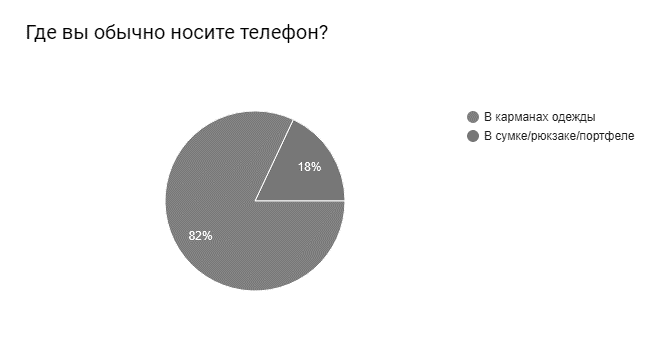 Где вы обычно носите телефон?
В карманах одежды
В сумке/рюкзаке/портфеле
18%
82%